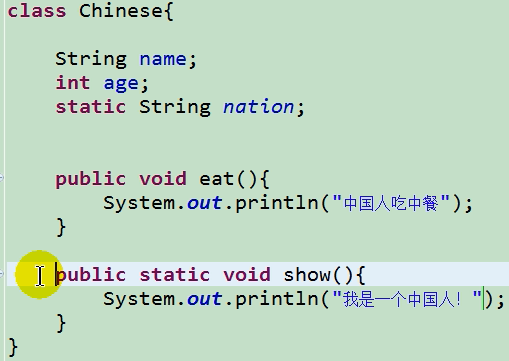 class Chinese{
String name;
int age;
static String nation;
public void eat(){
System.out.println("中国人吃中餐");
}
public static void show(){
System.out.println("我是一个中国人！");
}
}